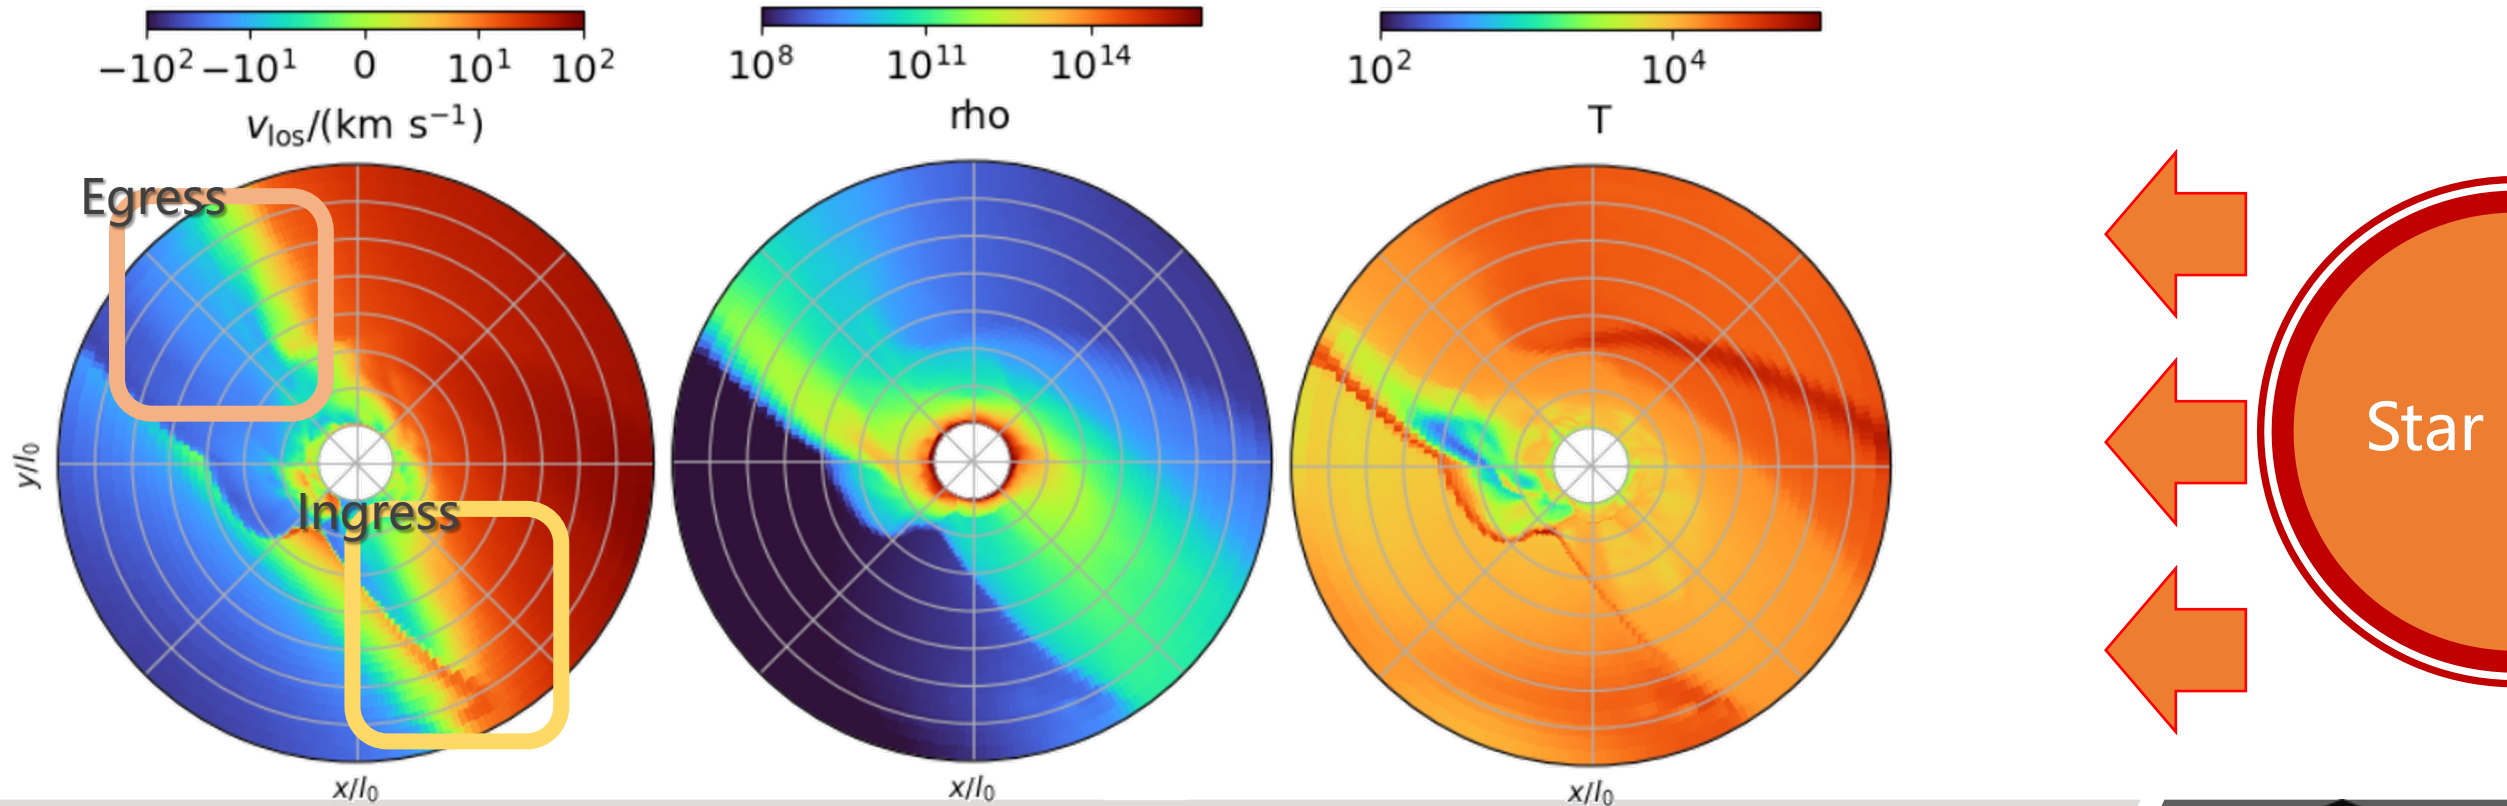 −10² −10¹ 0 10¹ 10²
v_los/(km s⁻¹)
10⁸ 10¹¹ 10¹⁴
rho
10² 10⁴
T
Egress
Ingress
Star
y/l₀
x/l₀
x/l₀
x/l₀